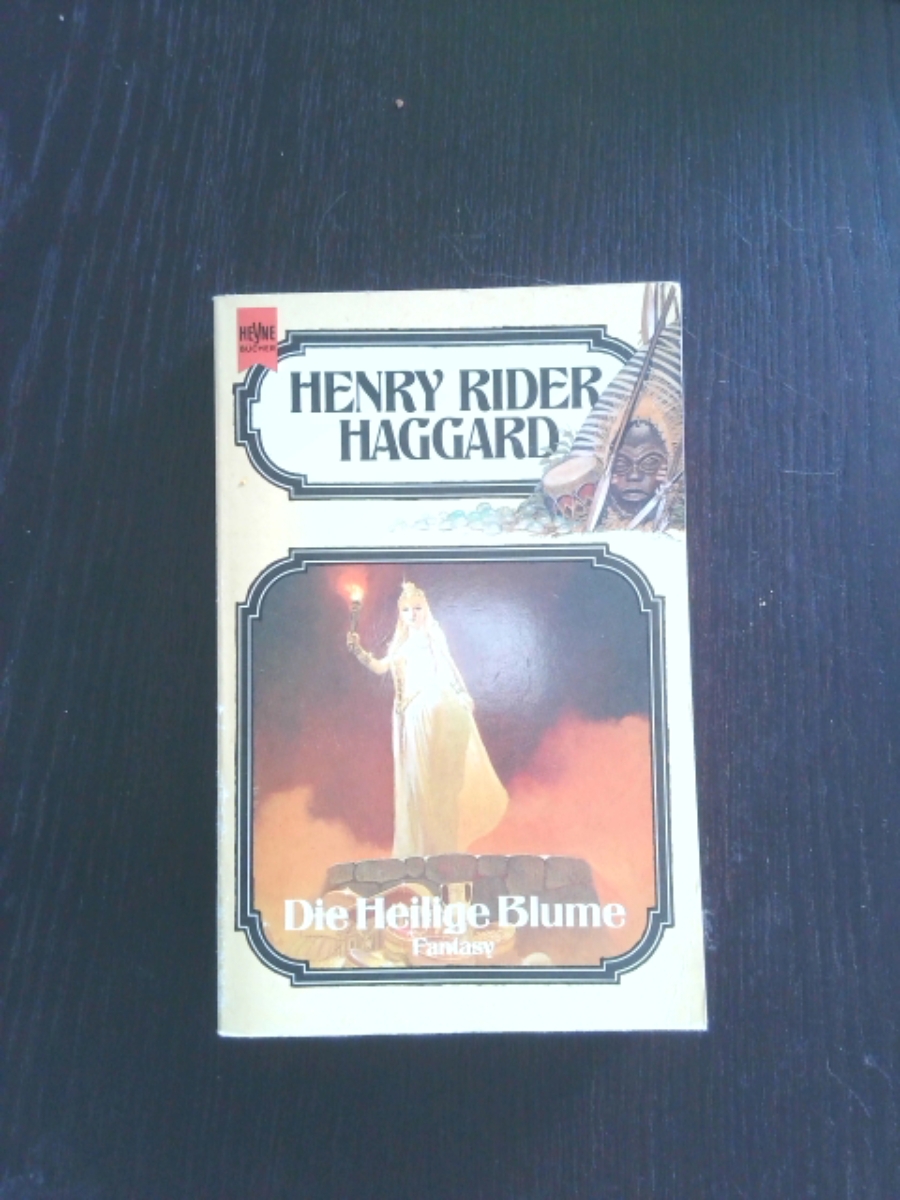 HEYNE
BÜCHER
HENRY RIDER
HAGGARD
Die Heilige Blume
Fantasy